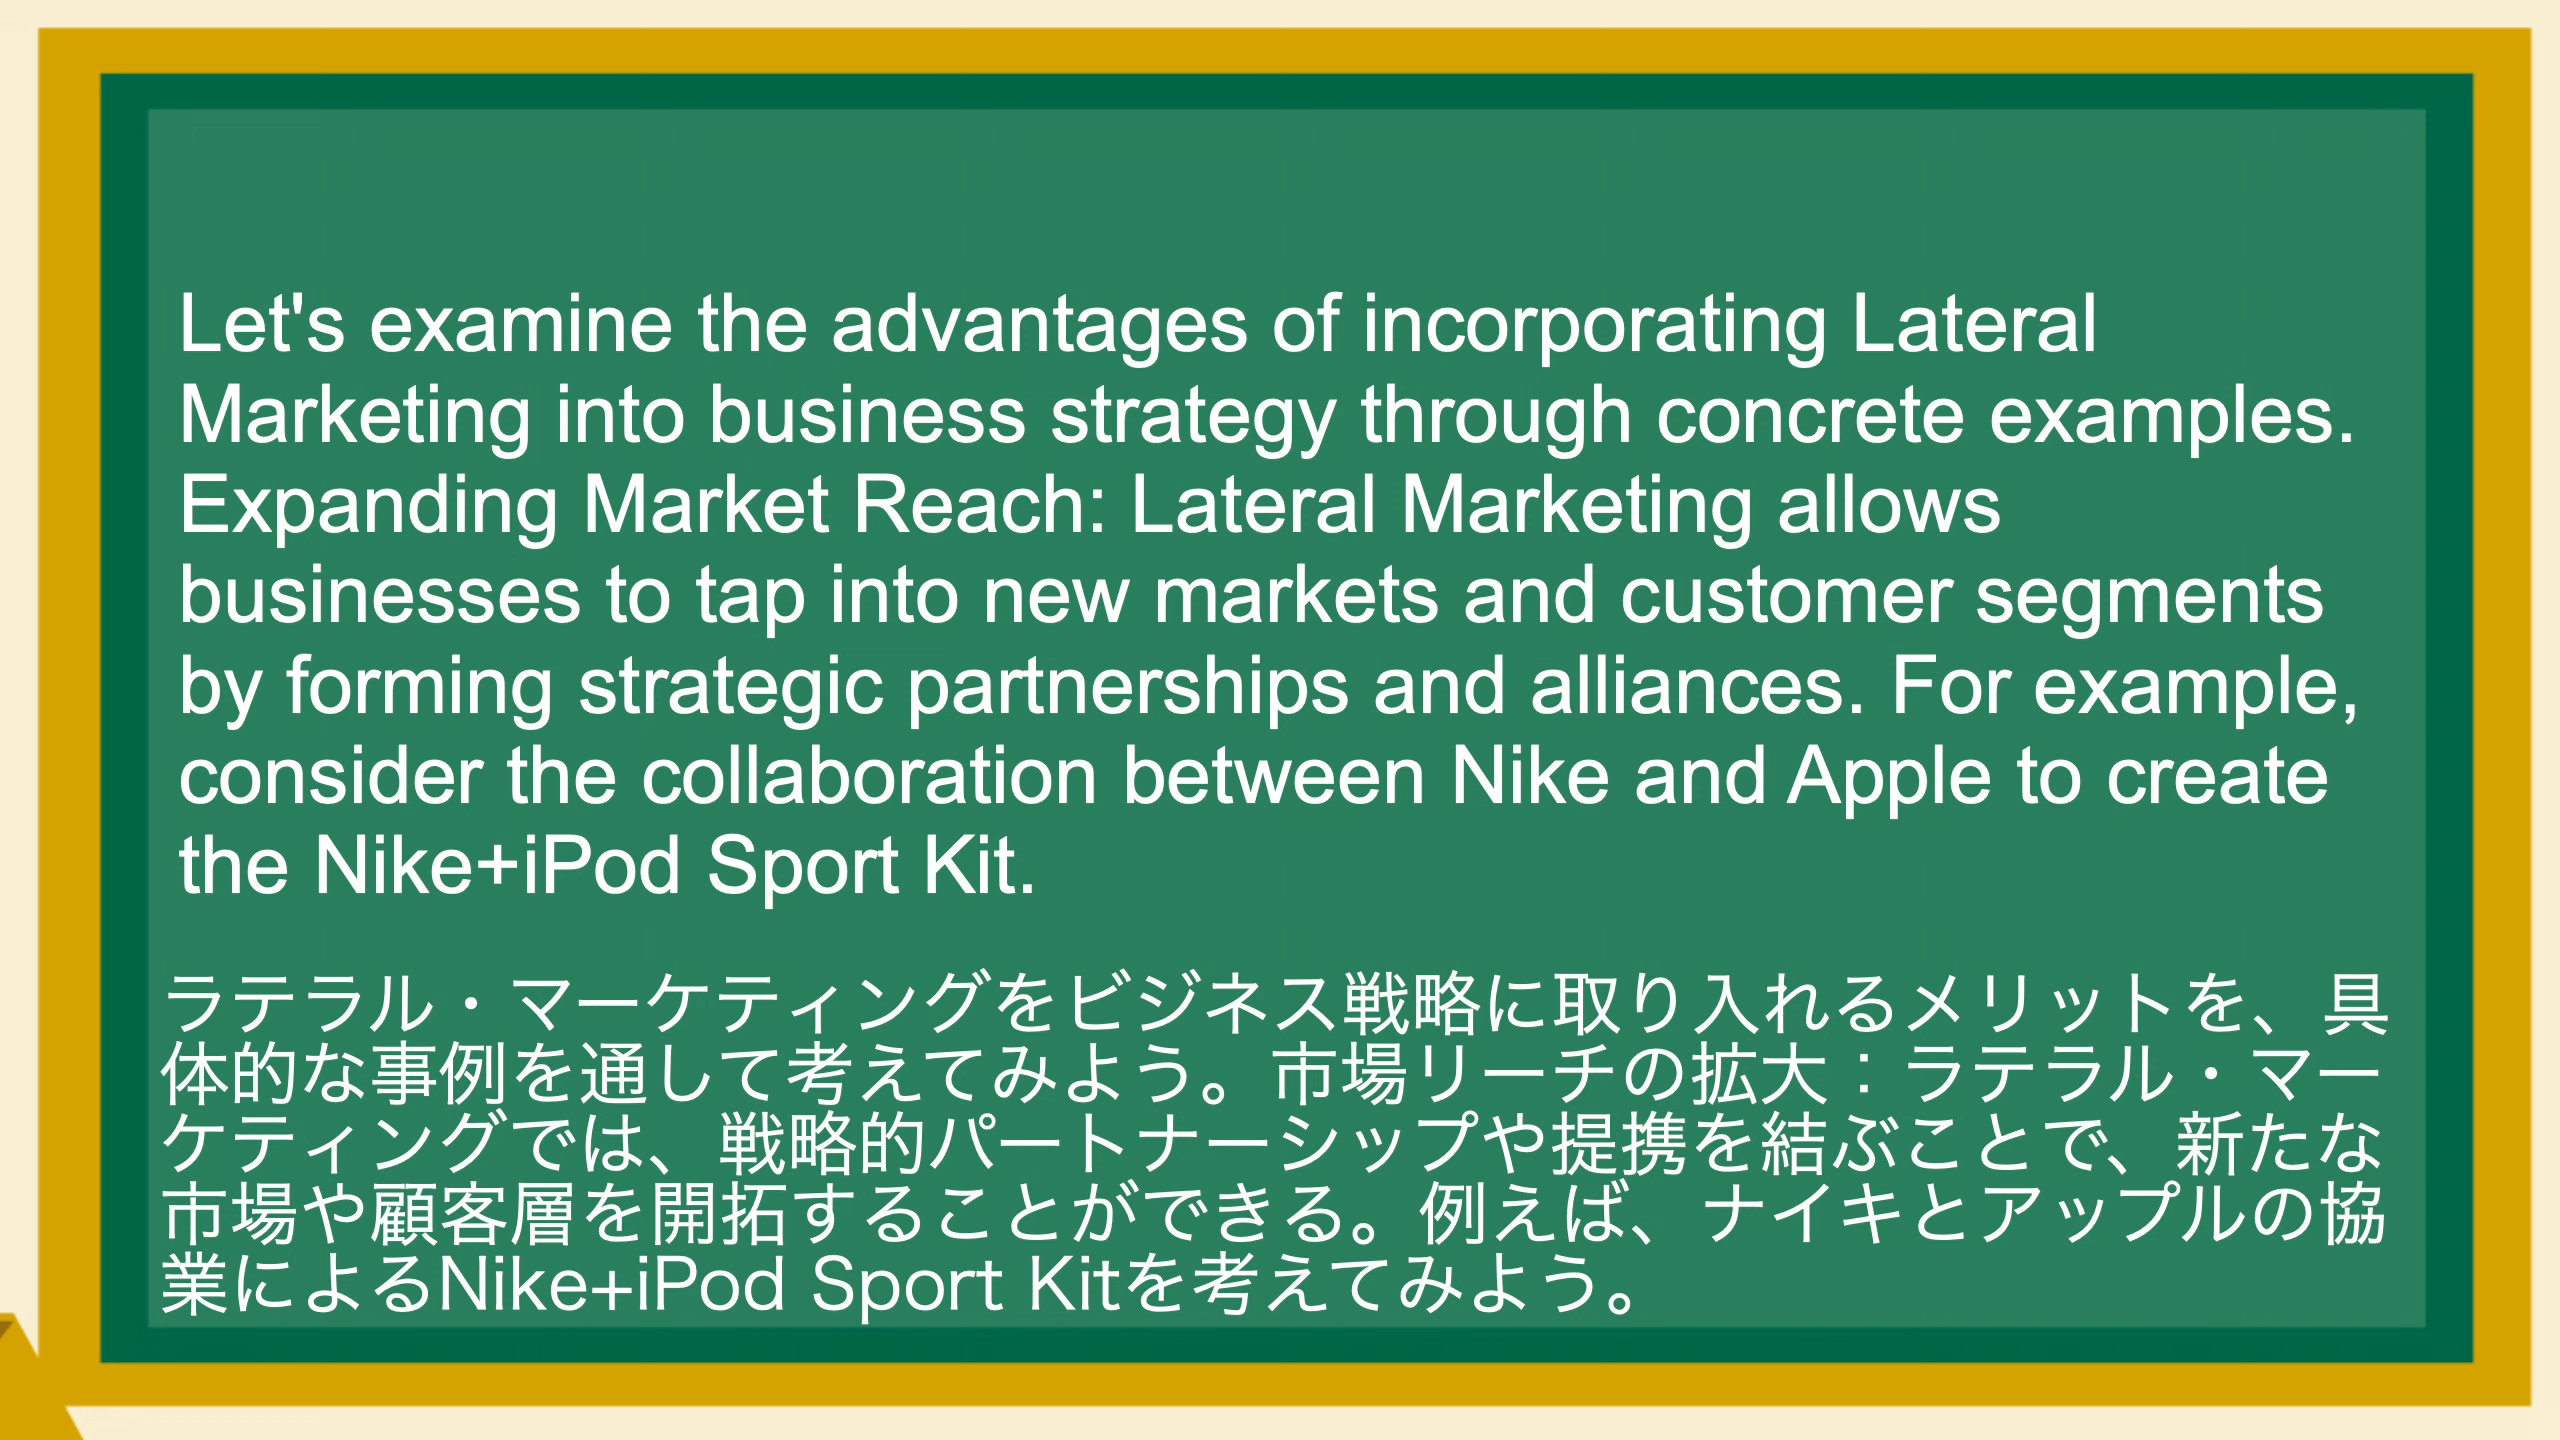 Let's examine the advantages of incorporating Lateral
Marketing into business strategy through concrete examples.
Expanding Market Reach: Lateral Marketing allows
businesses to tap into new markets and customer segments
by forming strategic partnerships and alliances. For example,
consider the collaboration between Nike and Apple to create
the Nike+iPod Sport Kit.
ラテラル・マーケティングをビジネス戦略に取り入れるメリットを、具
体的な事例を通して考えてみよう。市場リーチの拡大：ラテラル・マー
ケティングでは、戦略的パートナーシップや提携を結ぶことで、新たな
市場や顧客層を開拓することができる。例えば、ナイキとアップルの協
業によるNike+iPod Sport Kitを考えてみよう。